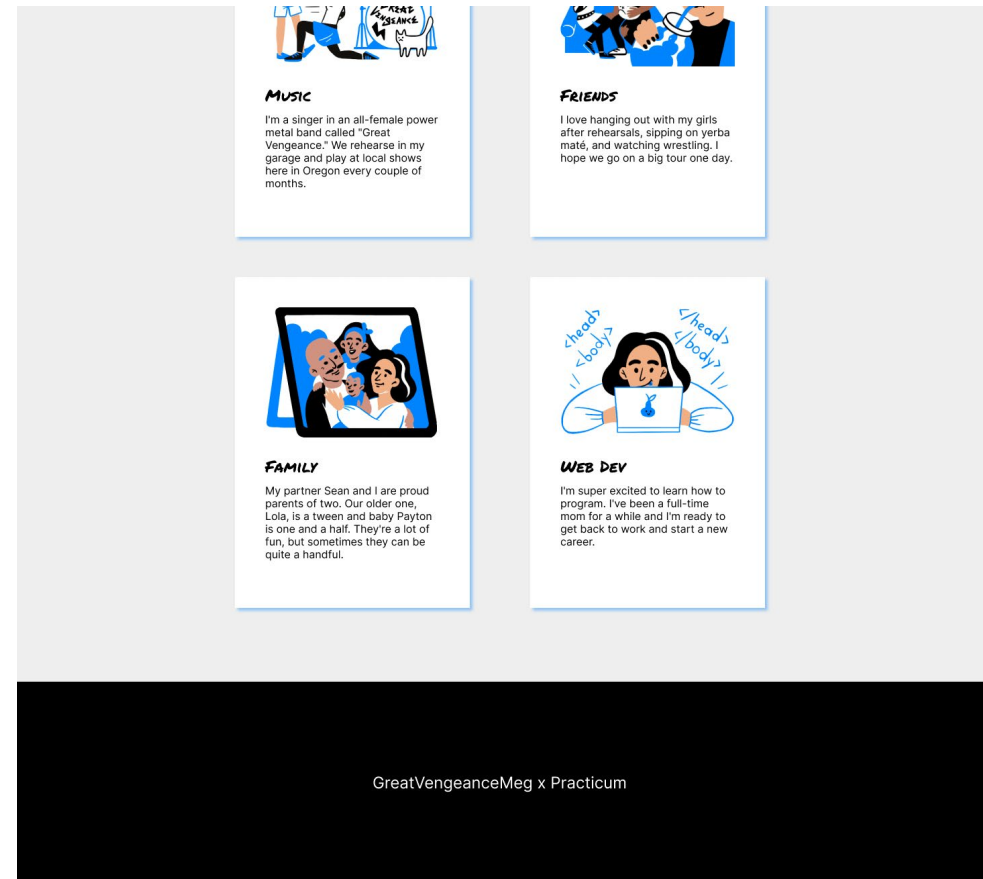 GREAT
VENGEANCE
Music
I'm a singer in an all-female power
metal band called "Great
Vengeance." We rehearse in my
garage and play at local shows
here in Oregon every couple of
months.
Friends
I love hanging out with my girls
after rehearsals, sipping on yerba
maté, and watching wrestling. I
hope we go on a big tour one day.
<head>
<body>
</head>
</body>
Family
My partner Sean and I are proud
parents of two. Our older one,
Lola, is a tween and baby Payton
is one and a half. They're a lot of
fun, but sometimes they can be
quite a handful.
Web Dev
I'm super excited to learn how to
program. I've been a full-time
mom for a while and I'm ready to
get back to work and start a new
career.
GreatVengeanceMeg x Practicum